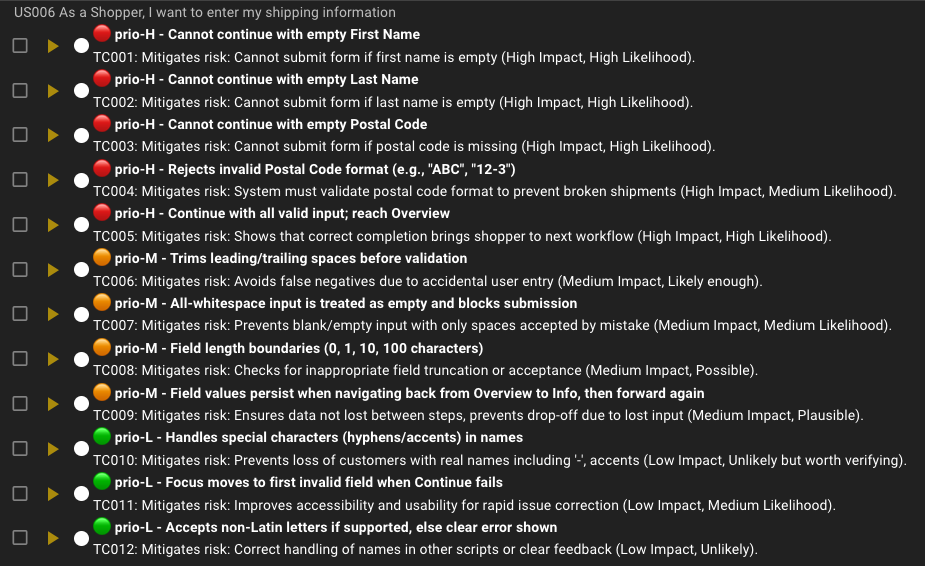 US006 As a Shopper, I want to enter my shipping information
prio-H - Cannot continue with empty First Name
TC001: Mitigates risk: Cannot submit form if first name is empty (High Impact, High Likelihood).
prio-H - Cannot continue with empty Last Name
TC002: Mitigates risk: Cannot submit form if last name is empty (High Impact, High Likelihood).
prio-H - Cannot continue with empty Postal Code
TC003: Mitigates risk: Cannot submit form if postal code is missing (High Impact, High Likelihood).
prio-H - Rejects invalid Postal Code format (e.g., "ABC", "12-3")
TC004: Mitigates risk: System must validate postal code format to prevent broken shipments (High Impact, Medium Likelihood).
prio-H - Continue with all valid input; reach Overview
TC005: Mitigates risk: Shows that correct completion brings shopper to next workflow (High Impact, High Likelihood).
prio-M - Trims leading/trailing spaces before validation
TC006: Mitigates risk: Avoids false negatives due to accidental user entry (Medium Impact, Likely enough).
prio-M - All-whitespace input is treated as empty and blocks submission
TC007: Mitigates risk: Prevents blank/empty input with only spaces accepted by mistake (Medium Impact, Medium Likelihood).
prio-M - Field length boundaries (0, 1, 10, 100 characters)
TC008: Mitigates risk: Checks for inappropriate field truncation or acceptance (Medium Impact, Possible).
prio-M - Field values persist when navigating back from Overview to Info, then forward again
TC009: Mitigates risk: Ensures data not lost between steps, prevents drop-off due to lost input (Medium Impact, Plausible).
prio-L - Handles special characters (hyphens/accents) in names
TC010: Mitigates risk: Prevents loss of customers with real names including '-', accents (Low Impact, Unlikely but worth verifying).
prio-L - Focus moves to first invalid field when Continue fails
TC011: Mitigates risk: Improves accessibility and usability for rapid issue correction (Low Impact, Medium Likelihood).
prio-L - Accepts non-Latin letters if supported, else clear error shown
TC012: Mitigates risk: Correct handling of names in other scripts or clear feedback (Low Impact, Unlikely).